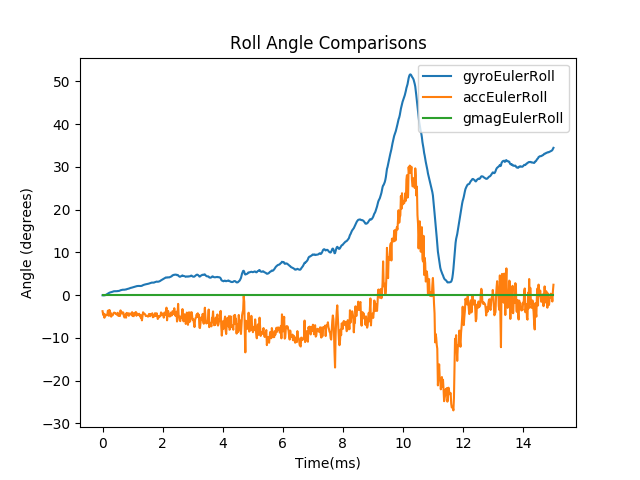 Roll Angle Comparisons
gyroEulerRoll
accEulerRoll
gmagEulerRoll
Angle (degrees)
50
40
30
20
10
0
−10
−20
−30
0 2 4 6 8 10 12 14
Time(ms)